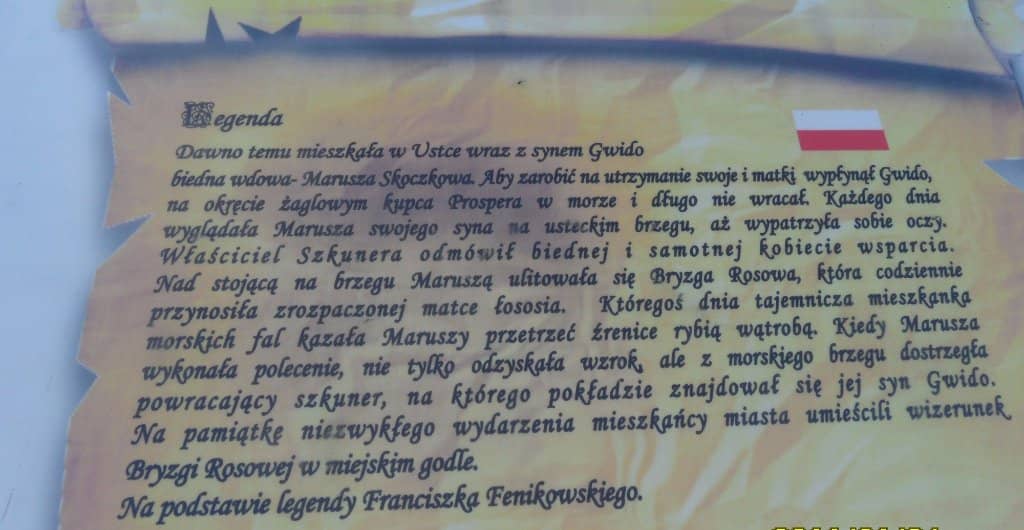 Legenda
Dawno temu mieszkała w Ustce wraz z synem Gwido
biedna wdowa- Marusza Skoczkowa. Aby zarobić na utrzymanie swoje i matki wypłynął Gwido,
na okręcie żaglowym kupca Prospera w morze i długo nie wracał. Każdego dnia
wyglądała Marusza swojego syna na usteckim brzegu, aż wypatrzyła sobie oczy.
Właściciel Szkunera odmówił biednej i samotnej kobiecie wsparcia.
Nad stojącą na brzegu Maruszą ulitowała się Bryzga Rosowa, która codziennie
przynosiła zrozpaczonej matce łososia. Któregoś dnia tajemnicza mieszkanka
morskich fal kazała Maruszy przetrzeć źrenice rybią wątrobą. Kiedy Marusza
wykonała polecenie, nie tylko odzyskała wzrok, ale z morskiego brzegu dostrzegła
powracający szkuner, na którego pokładzie znajdował się jej syn Gwido.
Na pamiątkę niezwykłego wydarzenia mieszkańcy miasta umieścili wizerunek
Bryzgi Rosowej w miejskim godle.
Na podstawie legendy Franciszka Fenikowskiego.